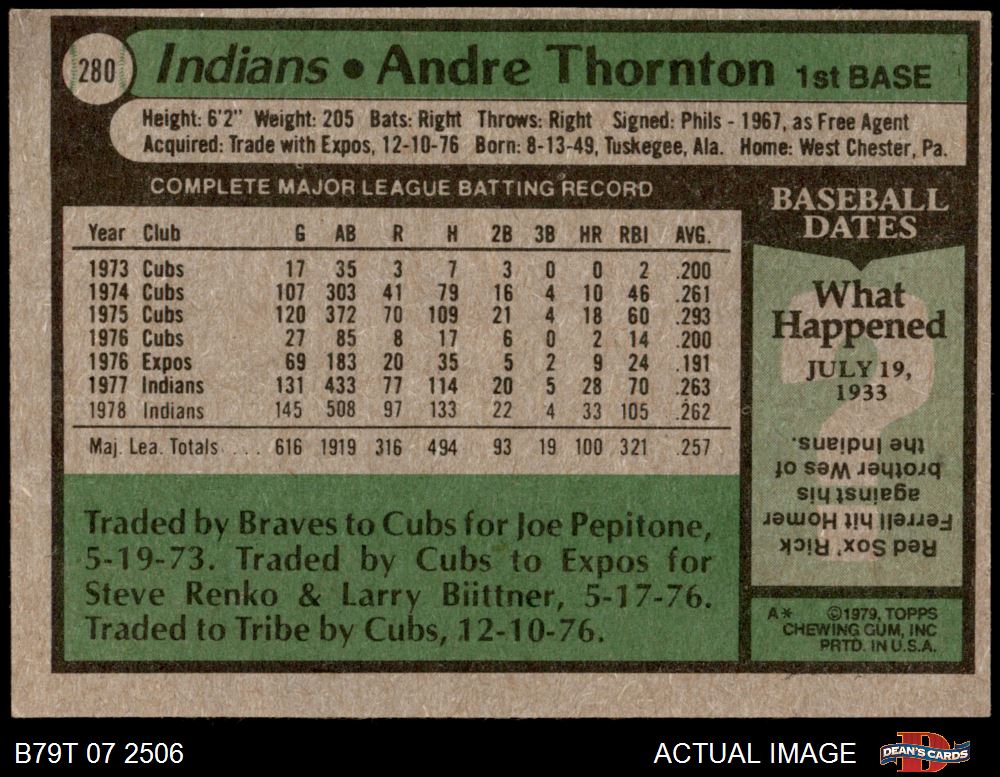 280
Indians • Andre Thornton 1st BASE
Height: 6'2" Weight: 205 Bats: Right Throws: Right Signed: Phils - 1967, as Free Agent
Acquired: Trade with Expos, 12-10-76 Born: 8-13-49, Tuskegee, Ala. Home: West Chester, Pa.
COMPLETE MAJOR LEAGUE BATTING RECORD
Year Club G AB R H 2B 3B HR RBI AVG.
1973 Cubs 17 35 3 7 3 0 0 2 .200
1974 Cubs 107 303 41 79 16 4 10 46 .261
1975 Cubs 120 372 70 109 21 4 18 60 .293
1976 Cubs 27 85 8 17 6 0 2 14 .200
1976 Expos 69 183 20 35 5 2 9 24 .191
1977 Indians 131 433 77 114 20 5 28 70 .263
1978 Indians 145 508 97 133 22 4 33 105 .262
Maj. Lea. Totals . . . . 616 1919 316 494 93 19 100 321 .257
Traded by Braves to Cubs for Joe Pepitone,
5-19-73. Traded by Cubs to Expos for
Steve Renko & Larry Biittner, 5-17-76.
Traded to Tribe by Cubs, 12-10-76.
BASEBALL
DATES
What
Happened
JULY 19,
1933
Red Sox' Rick
Ferrell hit Homer
against his
brother Wes of
the Indians.
A* ©1979, TOPPS
CHEWING GUM, INC
PRTD. IN U.S.A.
B79T 07 2506
ACTUAL IMAGE
DEAN'S CARDS